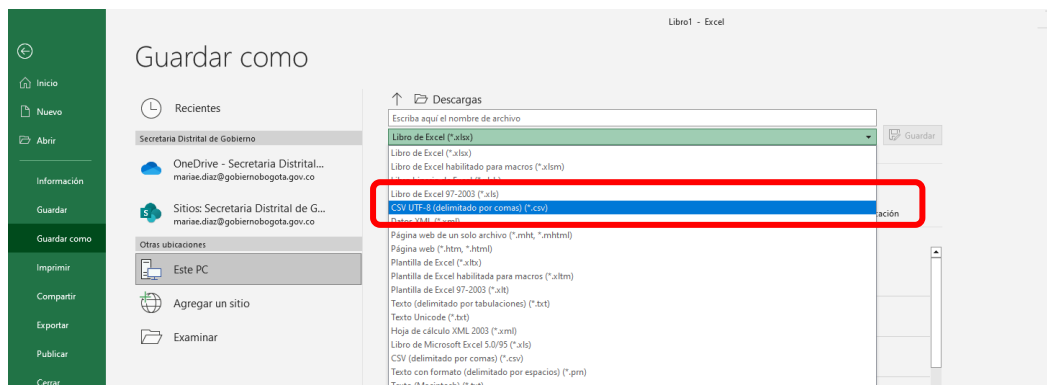 Libro1 - Excel
Guardar como
Inicio
Nuevo
Abrir
Información
Guardar
Guardar como
Imprimir
Compartir
Exportar
Publicar
Cerrar
Recientes
Secretaria Distrital de Gobierno
OneDrive - Secretaria Distrital...
mariae.diaz@gobiernobogota.gov.co
Sitios: Secretaria Distrital de G...
mariae.diaz@gobiernobogota.gov.co
Otras ubicaciones
Este PC
Agregar un sitio
Examinar
Descargas
Escriba aquí el nombre de archivo
Libro de Excel (*.xlsx)
Guardar
Libro de Excel (*.xlsx)
Libro de Excel habilitado para macros (*.xlsm)
Libro de Excel 97-2003 (*.xls)
CSV UTF-8 (delimitado por comas) (*.csv)
Datos XML (*.xml)
Página web de un solo archivo (*.mht, *.mhtml)
Página web (*.htm, *.html)
Plantilla de Excel (*.xltx)
Plantilla de Excel habilitada para macros (*.xltm)
Plantilla de Excel 97-2003 (*.xlt)
Texto (delimitado por tabulaciones) (*.txt)
Texto Unicode (*.txt)
Hoja de cálculo XML 2003 (*.xml)
Libro de Microsoft Excel 5.0/95 (*.xls)
CSV (delimitado por comas) (*.csv)
Texto con formato (delimitado por espacios) (*.prn)
Texto (Macintosh) (*.txt)